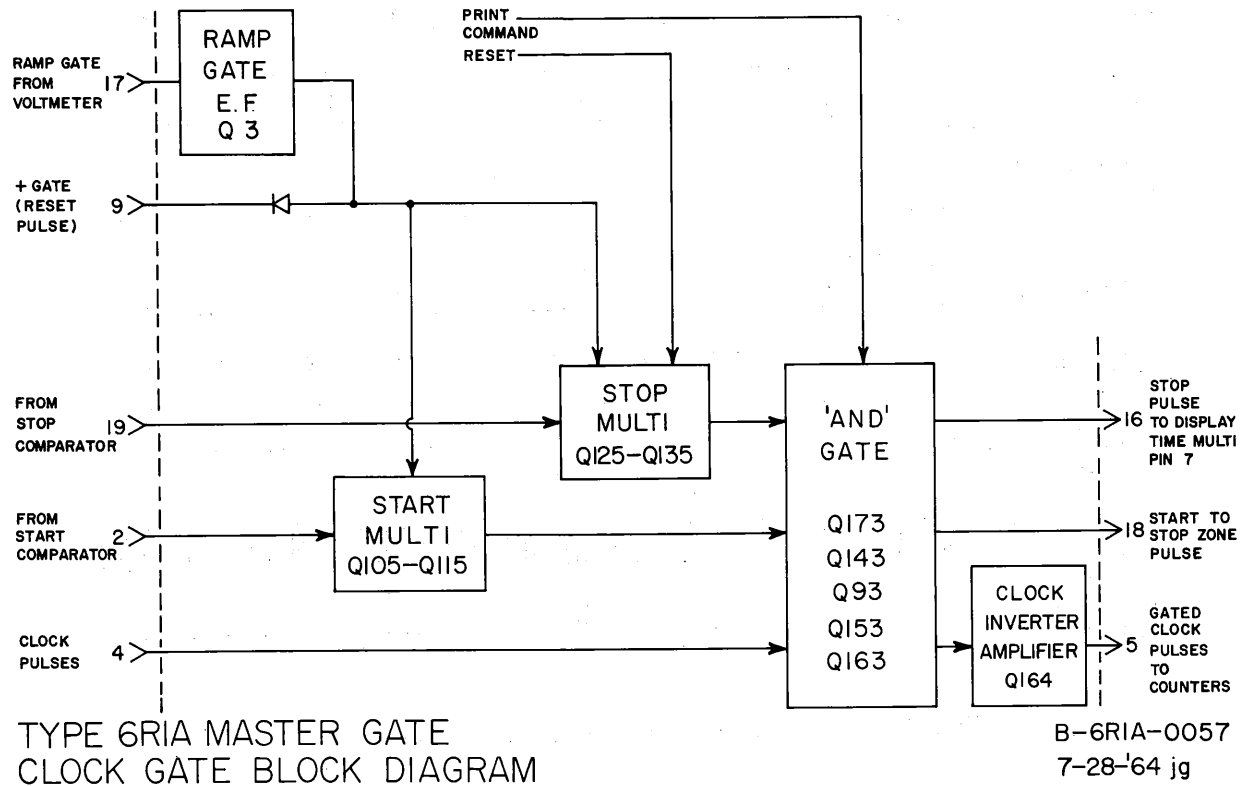 PRINT
COMMAND
RESET
RAMP GATE
FROM
VOLTMETER
17
RAMP
GATE
E.F.
Q 3
+ GATE
(RESET
PULSE)
9
FROM
STOP
COMPARATOR
19
STOP
MULTI
Q125-Q135
'AND'
GATE
Q173
Q143
Q93
Q153
Q163
16
STOP
PULSE
TO DISPLAY
TIME MULTI
PIN 7
FROM
START
COMPARATOR
2
START
MULTI
Q105-Q115
18
START TO
STOP ZONE
PULSE
CLOCK
PULSES
4
CLOCK
INVERTER
AMPLIFIER
Q164
5
GATED
CLOCK
PULSES
TO
COUNTERS
TYPE 6R1A MASTER GATE
CLOCK GATE BLOCK DIAGRAM
B-6R1A-0057
7-28-'64 jg